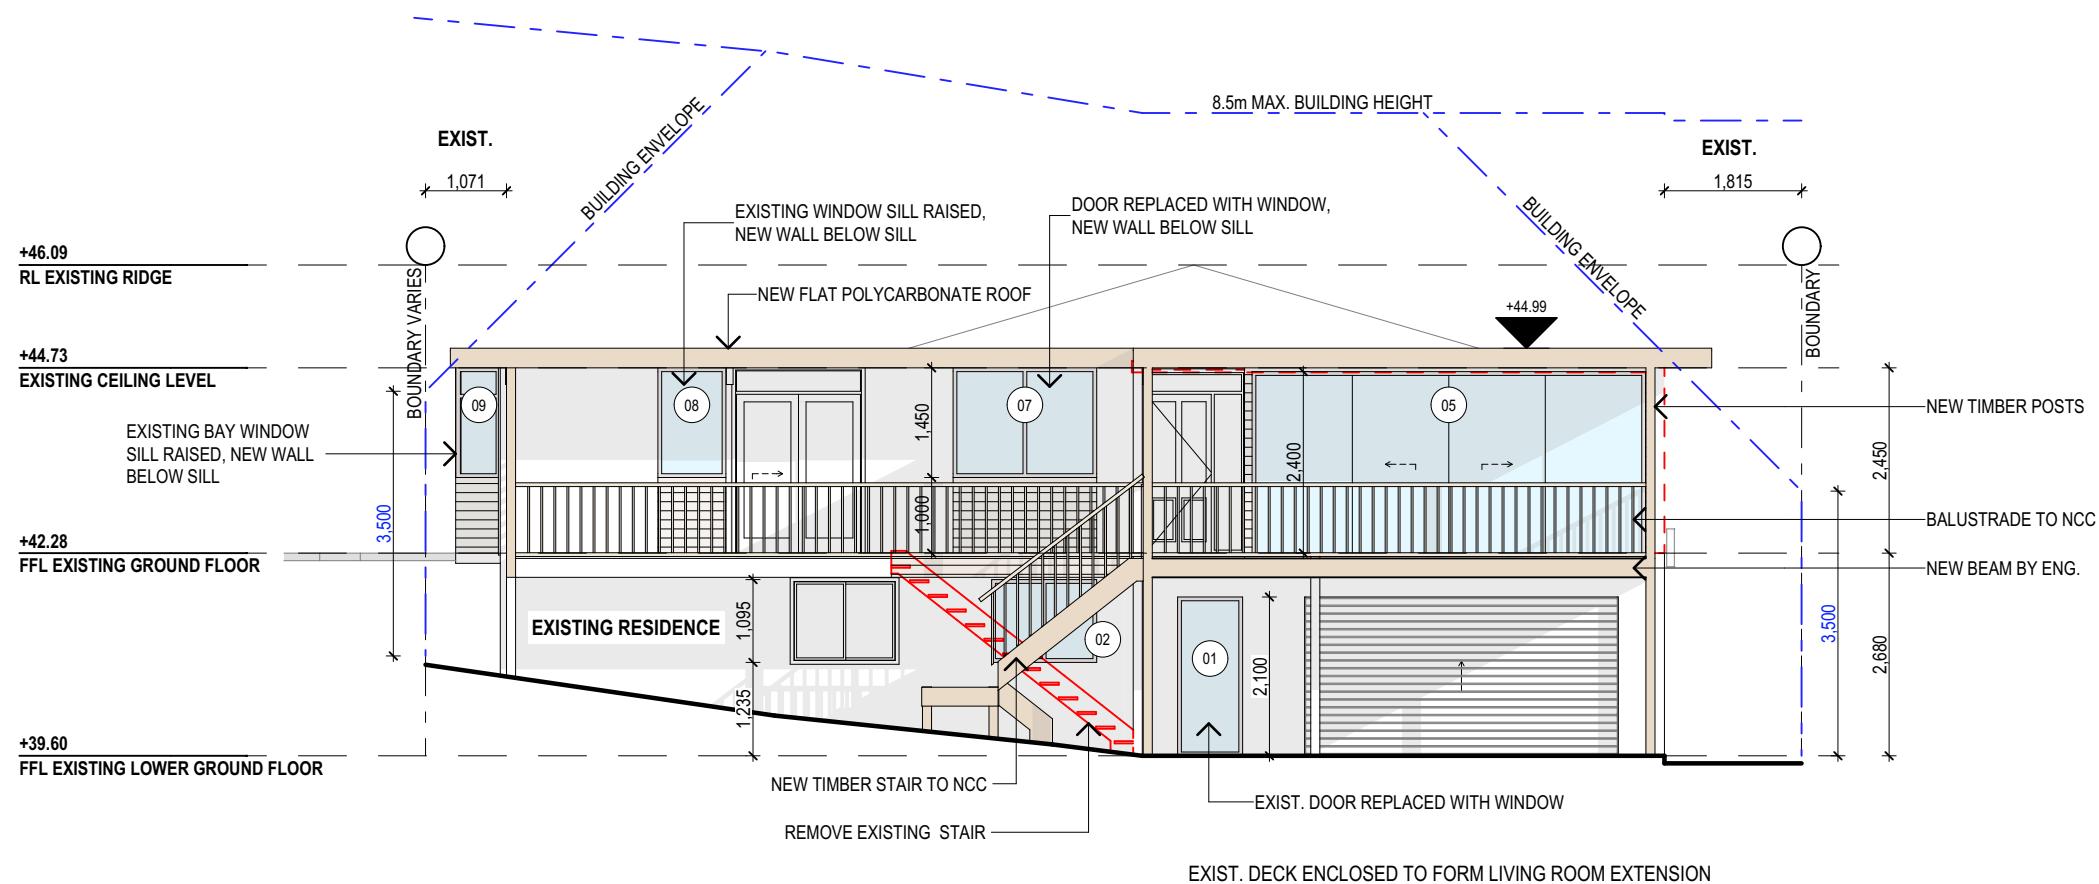 8.5m MAX. BUILDING HEIGHT
EXIST.
1,071
BUILDING ENVELOPE
EXIST.
1,815
BUILDING ENVELOPE
EXISTING WINDOW SILL RAISED,
NEW WALL BELOW SILL
DOOR REPLACED WITH WINDOW,
NEW WALL BELOW SILL
+46.09
RL EXISTING RIDGE
BOUNDARY VARIES
NEW FLAT POLYCARBONATE ROOF
+44.99
BOUNDARY
+44.73
EXISTING CEILING LEVEL
09
08
07
05
1,450
2,400
2,450
NEW TIMBER POSTS
EXISTING BAY WINDOW
SILL RAISED, NEW WALL
BELOW SILL
3,500
1,000
BALUSTRADE TO NCC
+42.28
FFL EXISTING GROUND FLOOR
NEW BEAM BY ENG.
EXISTING RESIDENCE
1,095
02
01
2,100
3,500
2,680
1,235
+39.60
FFL EXISTING LOWER GROUND FLOOR
NEW TIMBER STAIR TO NCC
EXIST. DOOR REPLACED WITH WINDOW
REMOVE EXISTING STAIR
EXIST. DECK ENCLOSED TO FORM LIVING ROOM EXTENSION